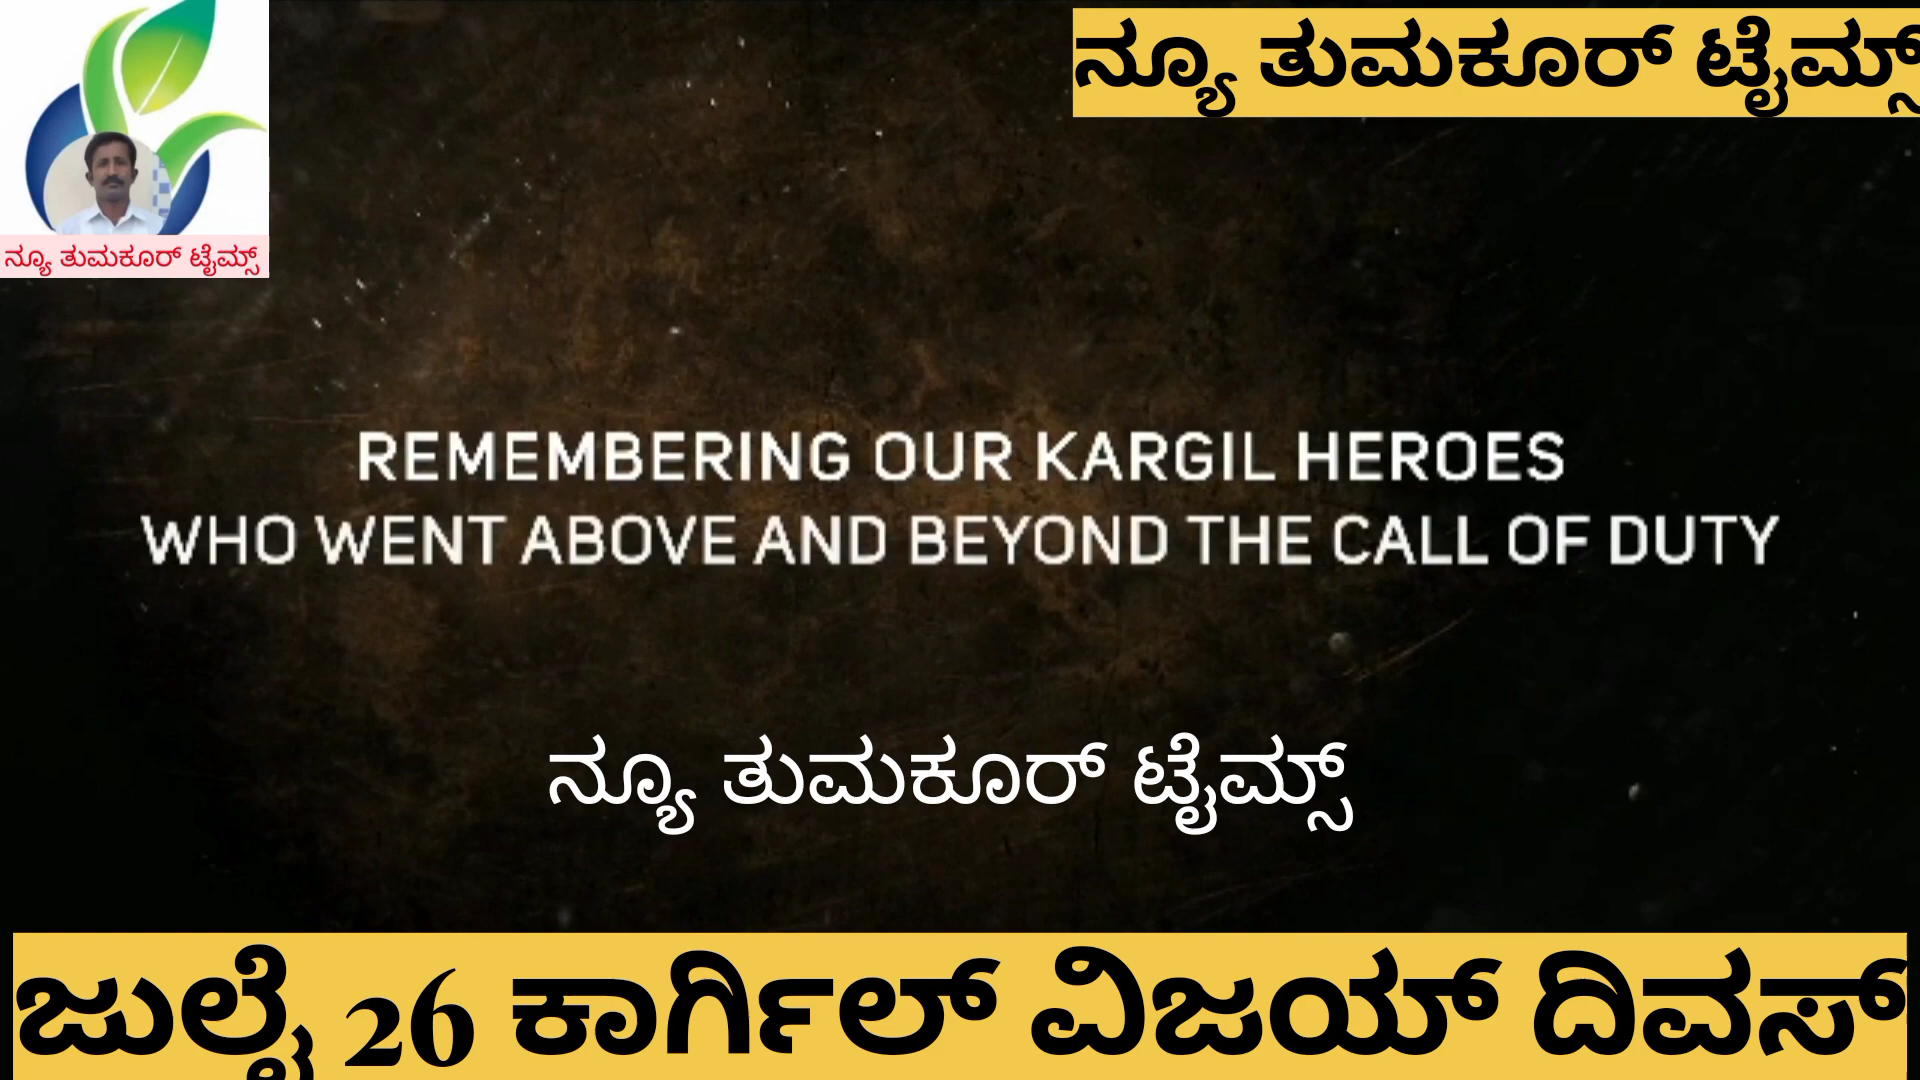 ನ್ಯೂ ತುಮಕೂರ್ ಟೈಮ್ಸ್
ನ್ಯೂ ತುಮಕೂರ್ ಟೈಮ್ಸ್
REMEMBERING OUR KARGIL HEROES
WHO WENT ABOVE AND BEYOND THE CALL OF DUTY
ನ್ಯೂ ತುಮಕೂರ್ ಟೈಮ್ಸ್
ಜುಲೈ 26 ಕಾರ್ಗಿಲ್ ವಿಜಯ್ ದಿವಸ್